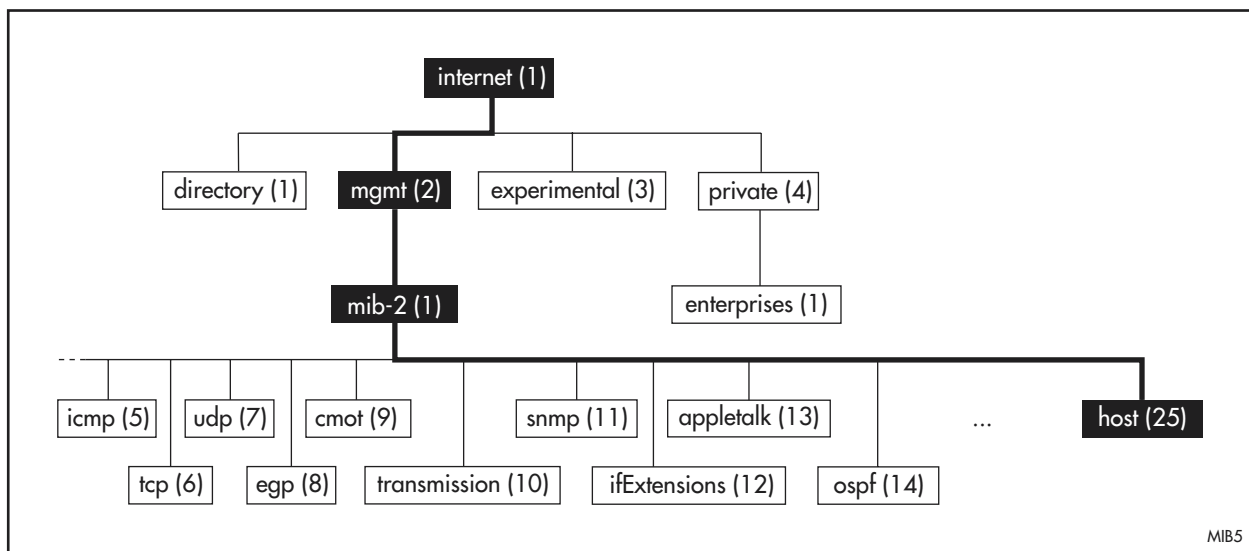 internet (1)
directory (1) mgmt (2) experimental (3) private (4)
mib-2 (1) enterprises (1)
icmp (5) udp (7) cmot (9) snmp (11) appletalk (13) ... host (25)
tcp (6) egp (8) transmission (10) ifExtensions (12) ospf (14)
MIB5